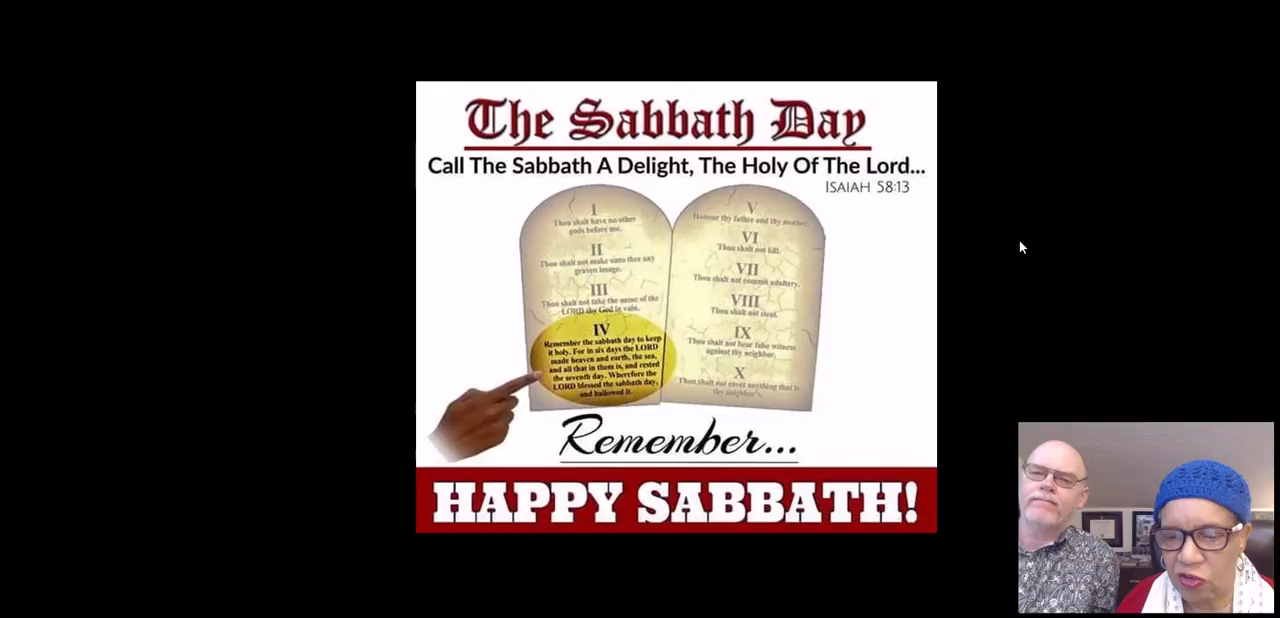 The Sabbath Day
Call The Sabbath A Delight, The Holy Of The Lord...
ISAIAH 58:13
I
Thou shalt have no other
gods before me.
II
Thou shalt not make unto thee any
graven image.
III
Thou shalt not take the name of the
LORD thy God in vain.
IV
Remember the sabbath day to keep
it holy. For in six days the LORD
made heaven and earth, the sea,
and all that in them is, and rested
the seventh day. Wherefore the
LORD blessed the sabbath day,
and hallowed it.
V
Honour thy father and thy mother.
VI
Thou shalt not kill.
VII
Thou shalt not commit adultery.
VIII
Thou shalt not steal.
IX
Thou shalt not bear false witness
against thy neighbor.
X
Thou shalt not covet anything that is
thy neighbor's.
Remember...
HAPPY SABBATH!